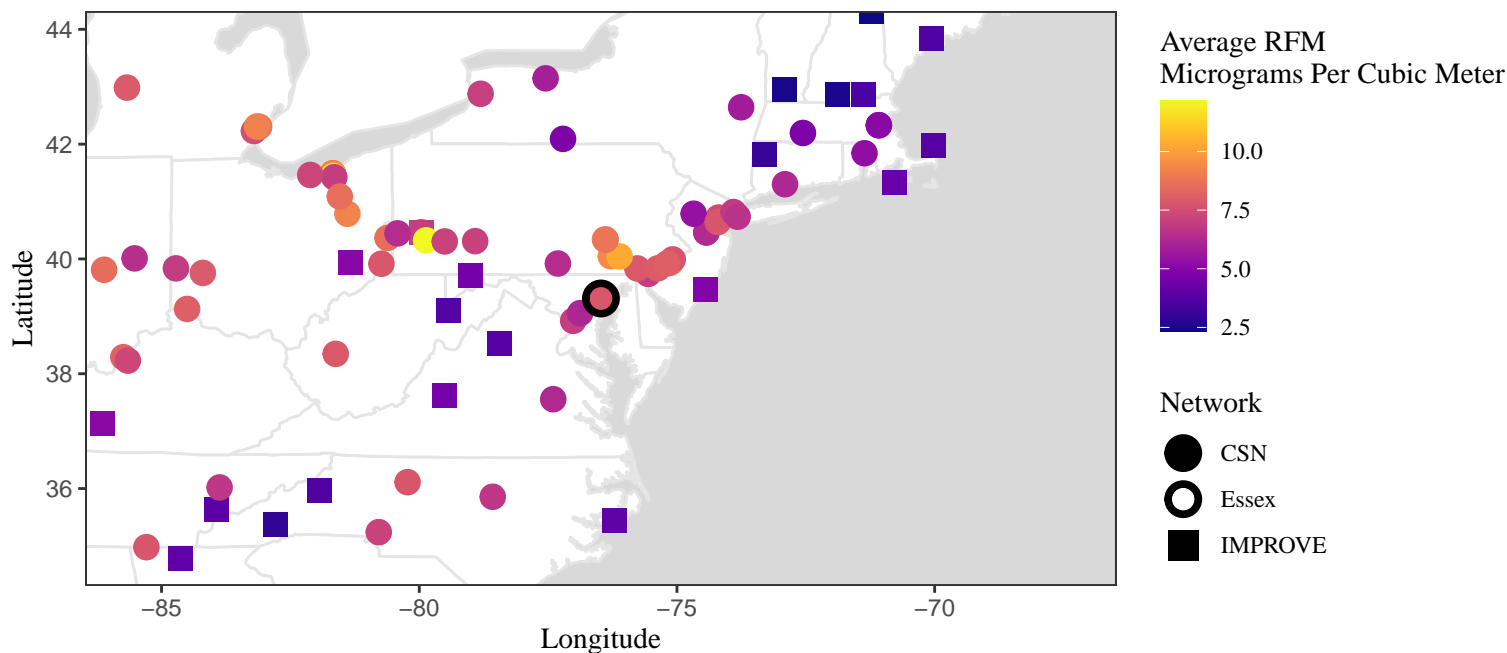 44
42
40
38
36
Latitude
−85
−80
−75
−70
Longitude
Average RFM
Micrograms Per Cubic Meter
10.0
7.5
5.0
2.5
Network
CSN
Essex
IMPROVE